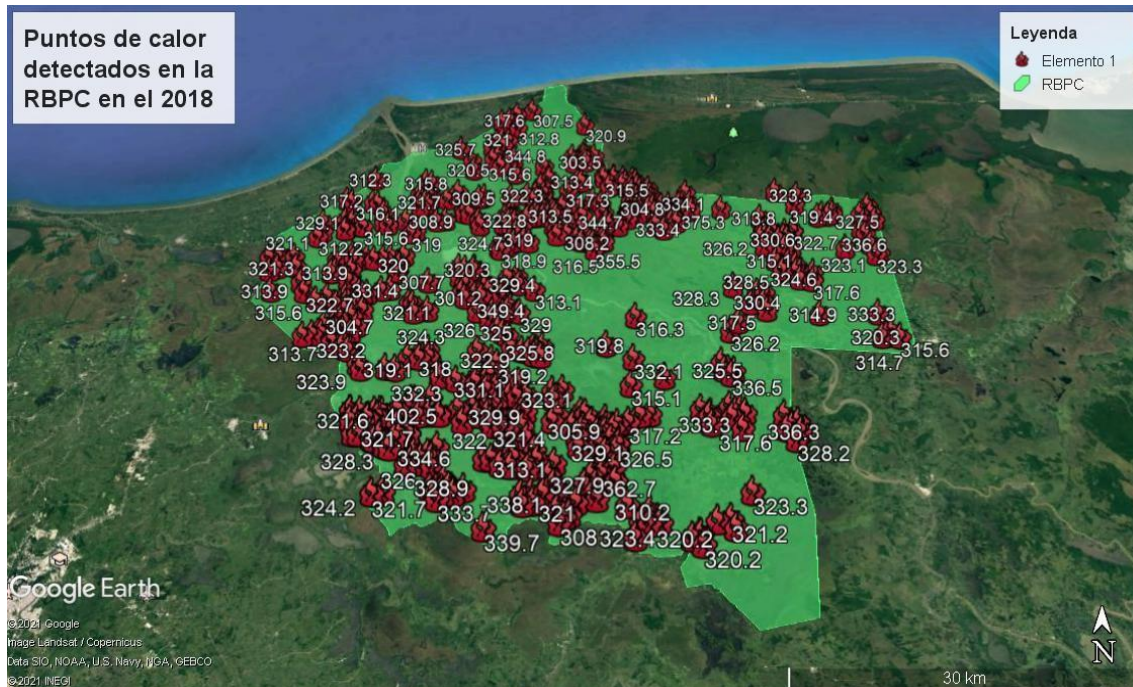 Puntos de calor
detectados en la
RBPC en el 2018
Leyenda
Elemento 1
RBPC
317.6 307.5
321 312.8 320.9
325.7 344.8 303.5
320.5 315.6
312.3 315.8 313.4 315.5
317.2 321.7 309.5 322.3 317.3 334.1 323.3
329.1 316.1 308.9 322.8 313.5 344.7 304.8 375.3 313.8 319.4 327.5
321.1 312.2 315.6 319 324.7 319 308.2 333.4 326.2 330.6 322.7 336.6
321.3 313.9 320 320.3 318.9 316.5 355.5 315.1 323.1 323.3
313.9 322.7 331.4 307.7 301.2 329.4 313.1 328.5 324.6 317.6
315.6 304.7 321.1 349.4 328.3 330.4 314.9 333.3
313.7 323.2 324.3 326 325 329 316.3 317.5 326.2 320.3 315.6
323.9 319.1 318 322.9 325.8 319.8 314.7
332.3 331.1 319.2 332.1 325.5 336.5
321.6 402.5 329.9 323.1 315.1
321.7 322. 321.4 305.9 317.2 333.3 317.6 336.3
328.3 334.6 313.1 329.1 326.5 328.2
324.2 326 328.9 327.9 362.7 323.3
321.7 333. 338.1 321 310.2
339.7 308 323.4 320.2 321.2
320.2
Google Earth
©2021 Google
Image Landsat / Copernicus
Data SIO, NOAA, U.S. Navy, NGA, GEBCO
©2021 INEGI
N
30 km